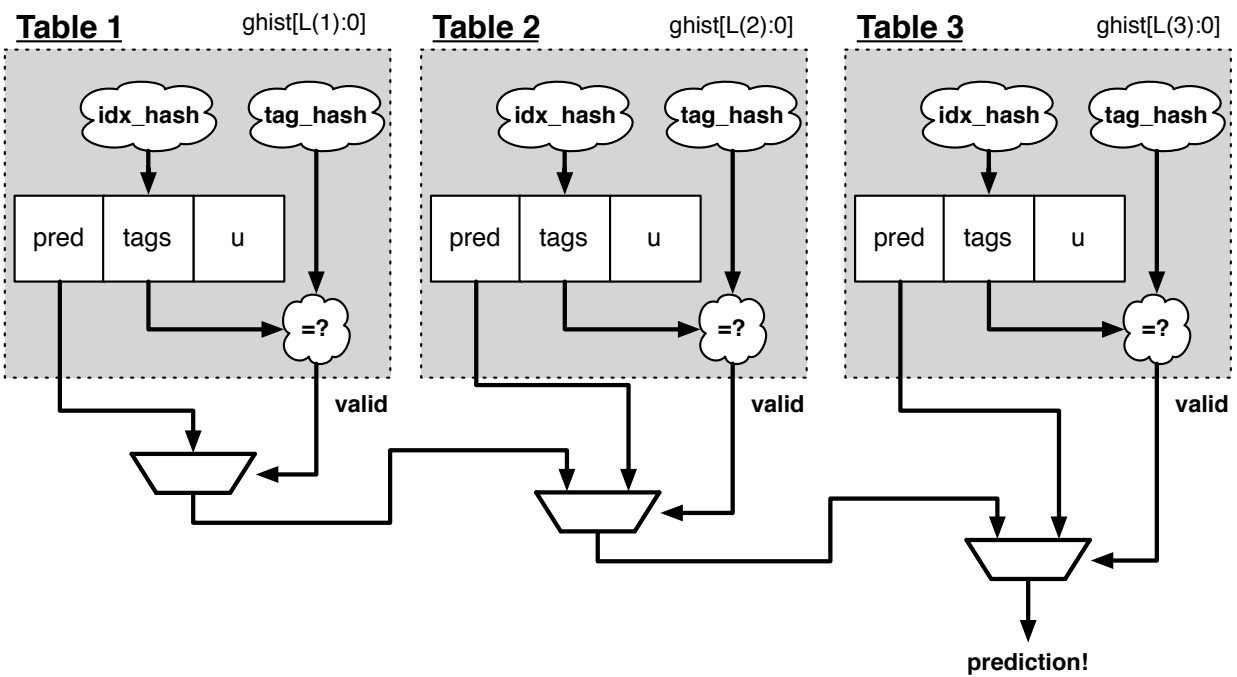 Table 1
ghist[L(1):0]
Table 2
ghist[L(2):0]
Table 3
ghist[L(3):0]
idx_hash
tag_hash
idx_hash
tag_hash
idx_hash
tag_hash
pred
tags
u
pred
tags
u
pred
tags
u
=?
=?
=?
valid
valid
valid
prediction!